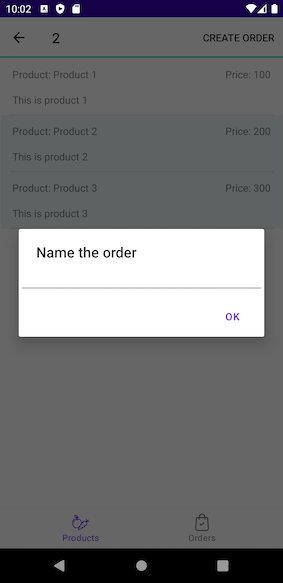 10:02
2 CREATE ORDER
Product: Product 1 Price: 100
This is product 1
Product: Product 2 Price: 200
This is product 2
Product: Product 3 Price: 300
This is product 3
Name the order
OK
Products Orders